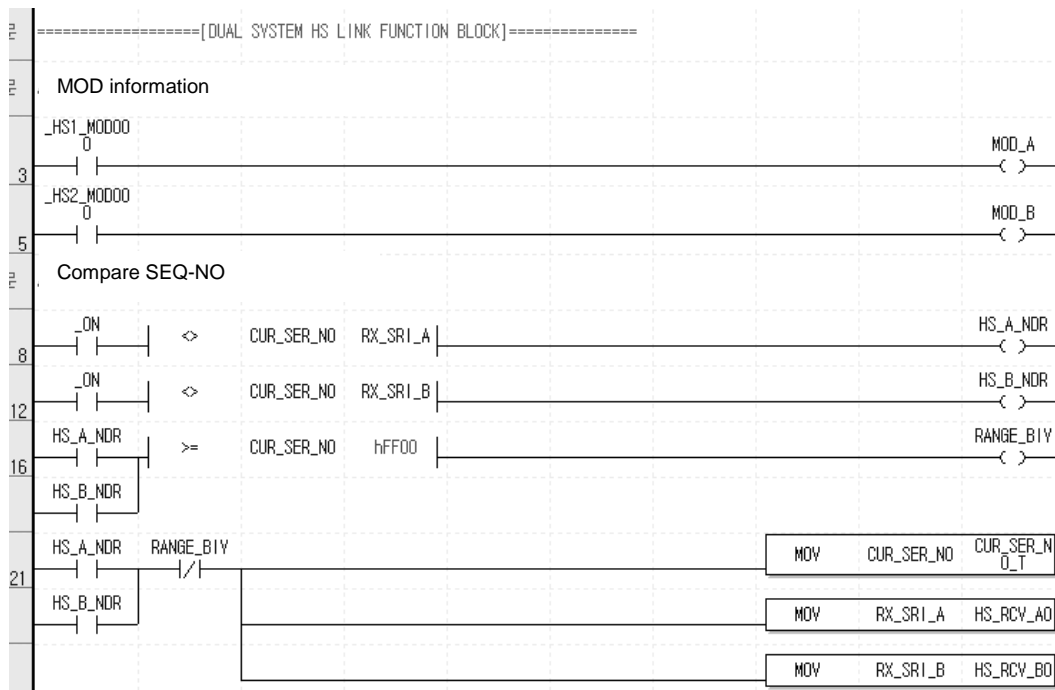 ====================[DUAL SYSTEM HS LINK FUNCTION BLOCK]===============
MOD information
_HS1_MOD00
0
MOD_A
3
_HS2_MOD00
0
MOD_B
5
Compare SEQ-NO
_ON
<> CUR_SER_NO RX_SRI_A
HS_A_NDR
8
_ON
<> CUR_SER_NO RX_SRI_B
HS_B_NDR
12
HS_A_NDR
>= CUR_SER_NO hFF00
RANGE_BIV
16
HS_B_NDR
HS_A_NDR RANGE_BIV
MOV CUR_SER_NO CUR_SER_N
0_T
21
HS_B_NDR
MOV RX_SRI_A HS_RCV_A0
MOV RX_SRI_B HS_RCV_B0